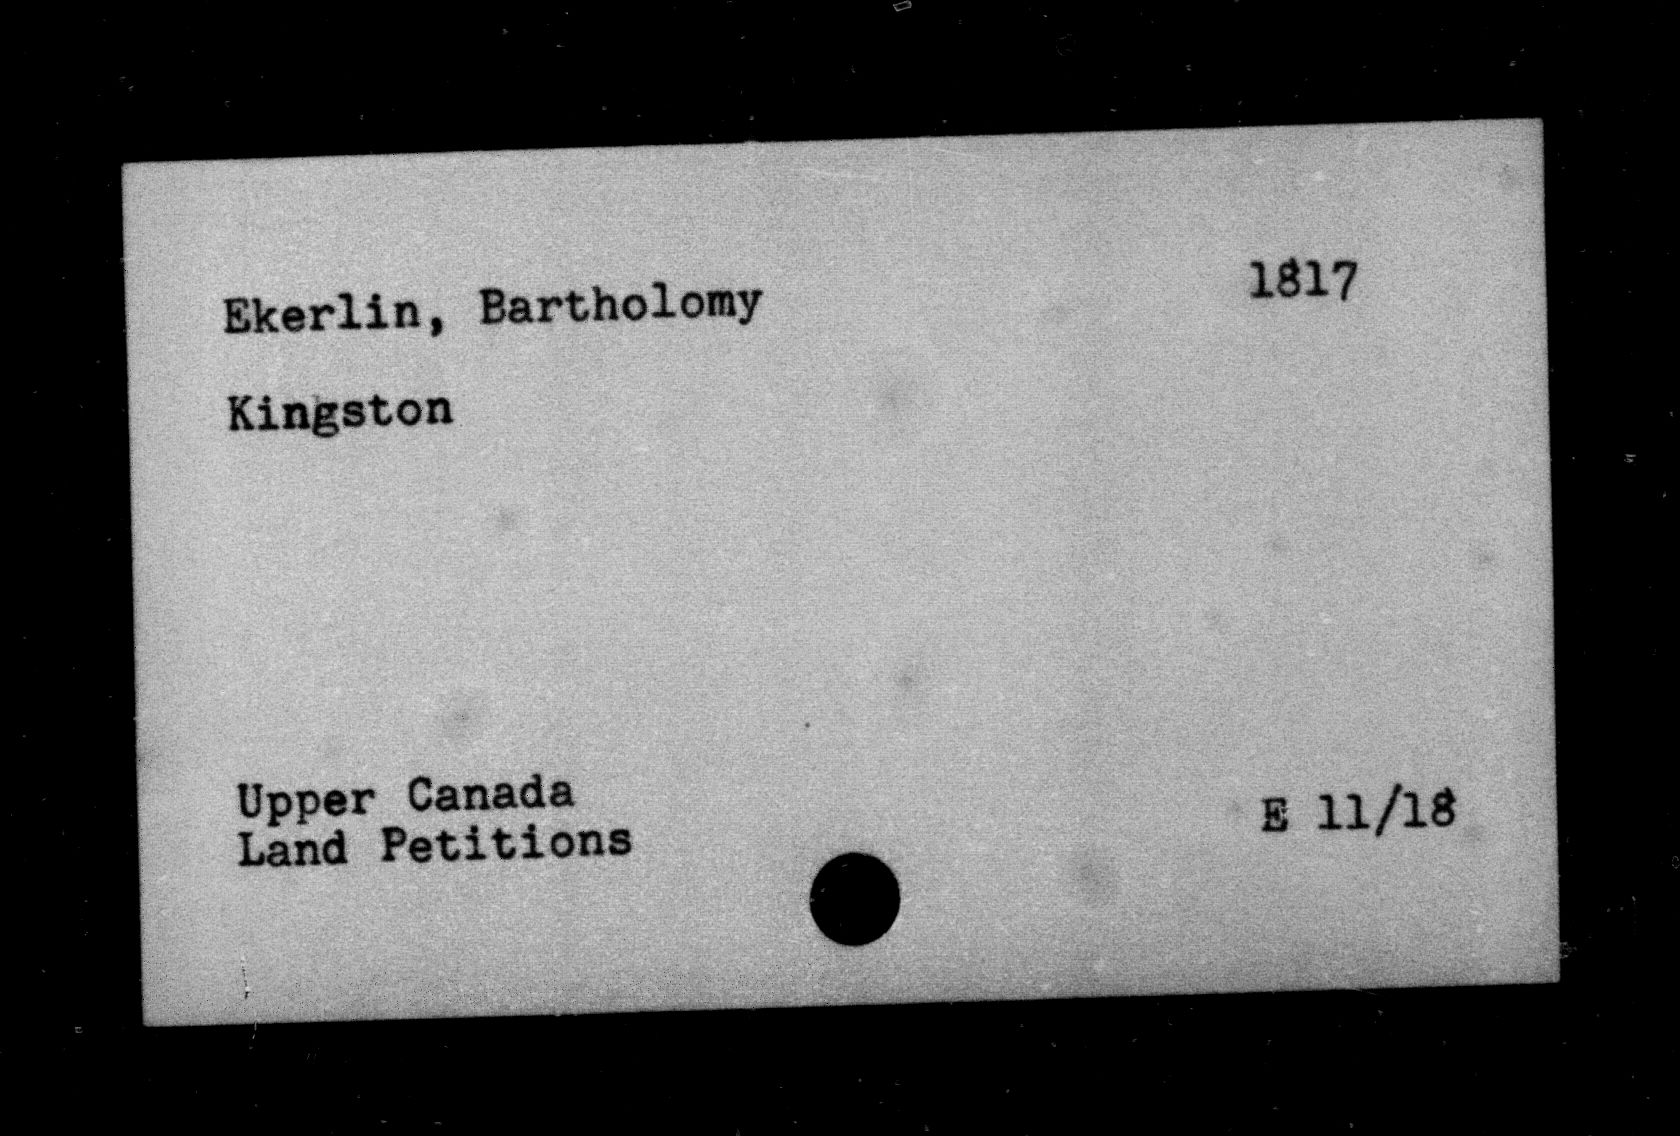 Ekerlin, Bartholomy 1817
Kingston
Upper Canada
Land Petitions E 11/18